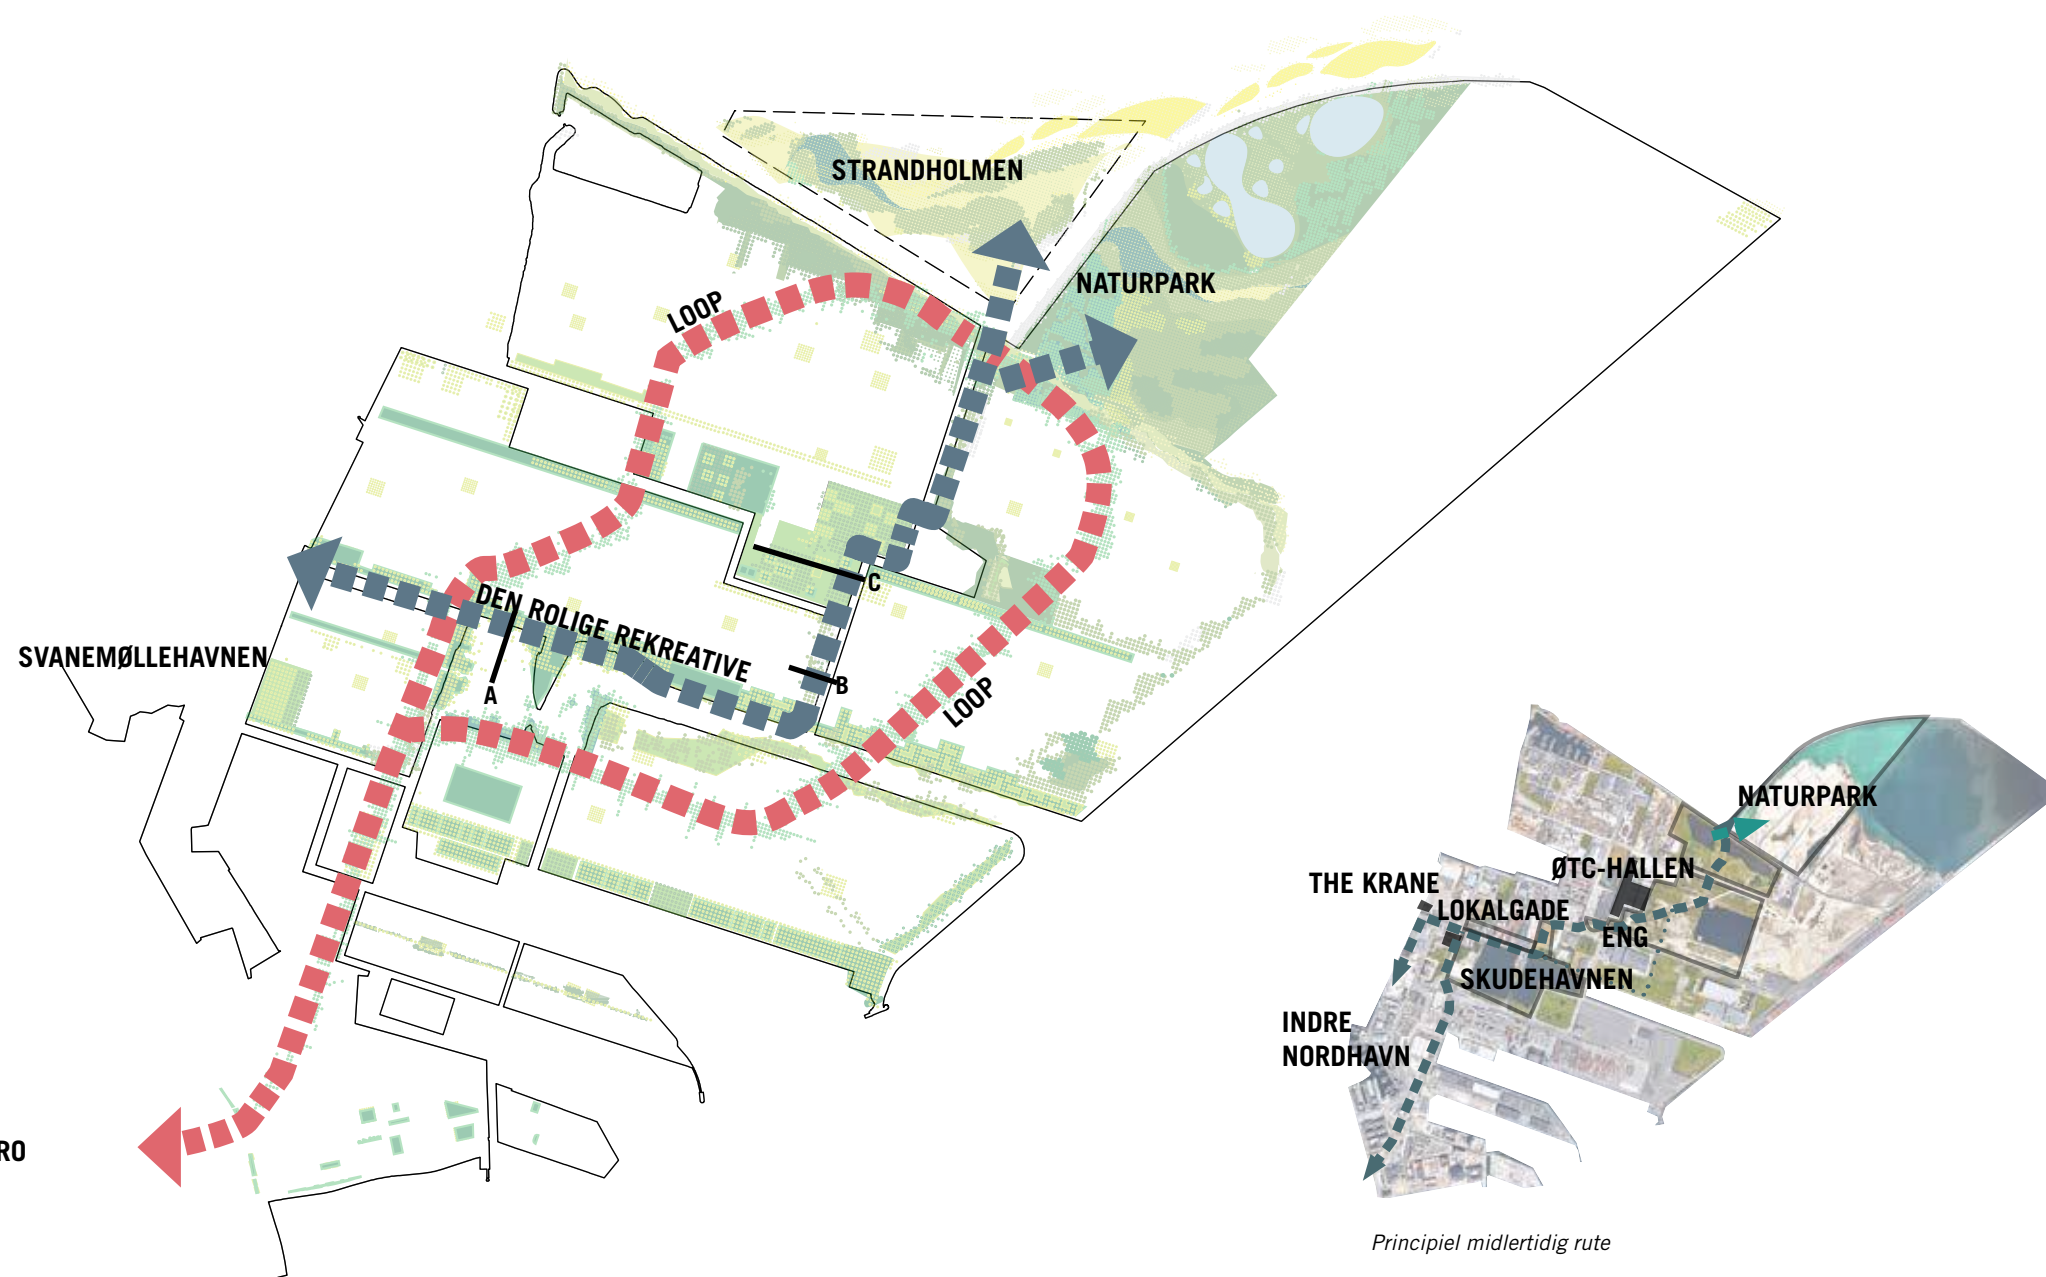 STRANDHOLMEN
NATURPARK
LOOP
C
DEN ROLIGE REKREATIVE
SVANEMØLLEHAVNEN
A
B
LOOP
RO
NATURPARK
ØTC-HALLEN
THE KRANE
LOKALGADE
ENG
SKUDEHAVNEN
INDRE
NORDHAVN
Principiel midlertidig rute